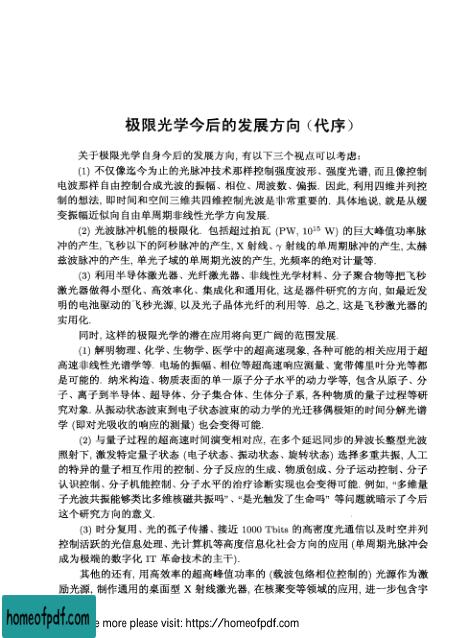 极限光学今后的发展方向(代序)
关于极限光学自身今后的发展方向, 有以下三个视点可以考虑:
(1) 不仅像迄今为止的光脉冲技术那样控制强度波形、强度光谱, 而且像控制
电波那样自由控制合成光波的振幅、相位、周波数、偏振. 因此, 利用四维并列控
制的想法, 即时间和空间三维共四维控制光波是非常重要的. 具体地说, 就是从缓
变振幅近似向自由单周期非线性光学方向发展.
(2) 光波脉冲机能的极限化. 包括超过拍瓦 (PW, 10¹⁵ W) 的巨大峰值功率脉
冲的产生, 飞秒以下的阿秒脉冲的产生, X 射线、γ 射线的单周期脉冲的产生, 太赫
兹波脉冲的产生, 单光子域的单周期光波的产生, 光频率的绝对计量等.
(3) 利用半导体激光器、光纤激光器、非线性光学材料、分子聚合物等把飞秒
激光器做得小型化、高效率化、集成化和通用化, 这是器件研究的方向, 如最近发
明的电池驱动的飞秒光源, 以及光子晶体光纤的利用等. 总之, 这是飞秒激光器的
实用化.
同时, 这样的极限光学的潜在应用将向更广阔的范围发展.
(1) 解明物理、化学、生物学、医学中的超高速现象, 各种可能的相关应用于超
高速非线性光谱学等. 电场的振幅、相位等超高速响应测量、宽带傅里叶分光等都
是可能的. 纳米构造、物质表面的单一原子分子水平的动力学等, 包含从原子、分
子、离子到半导体、超导体、分子集合体、生体分子系, 各种物质的量子过程等研
究对象. 从振动状态波束到电子状态波束的动力学的光迁移偶极矩的时间分解光谱
学 (即对光吸收的响应的测量) 也会变得可能.
(2) 与量子过程的超高速时间演变相对应, 在多个延迟同步的异波长整型光波
照射下, 激发特定量子状态 (电子状态、振动状态、旋转状态) 选择多重共振, 人工
的特异的量子相互作用的控制、分子反应的生成、物质创成、分子运动控制、分子
认识控制、分子机能控制、分子水平的治疗诊断实现也会变得可能. 例如, “多维量
子光波共振能够类比多维核磁共振吗”、“是光触发了生命吗” 等问题就暗示了今后
这个研究方向的意义.
(3) 时分复用、光的孤子传播、接近 1000 Tbits 的高密度光通信以及时空并列
控制活跃的光信息处理、光计算机等高度信息化社会方向的应用 (单周期光脉冲会
成为极端的数字化 IT 革命技术的主干).
其他的还有, 用高效率的超高峰值功率的 (载波包络相位控制的) 光源作为激
励光源, 制作通用的桌面型 X 射线激光器, 在核聚变等领域的应用, 进一步包含宇
homeofpdf.com
e more please visit: https://homeofpdf.com